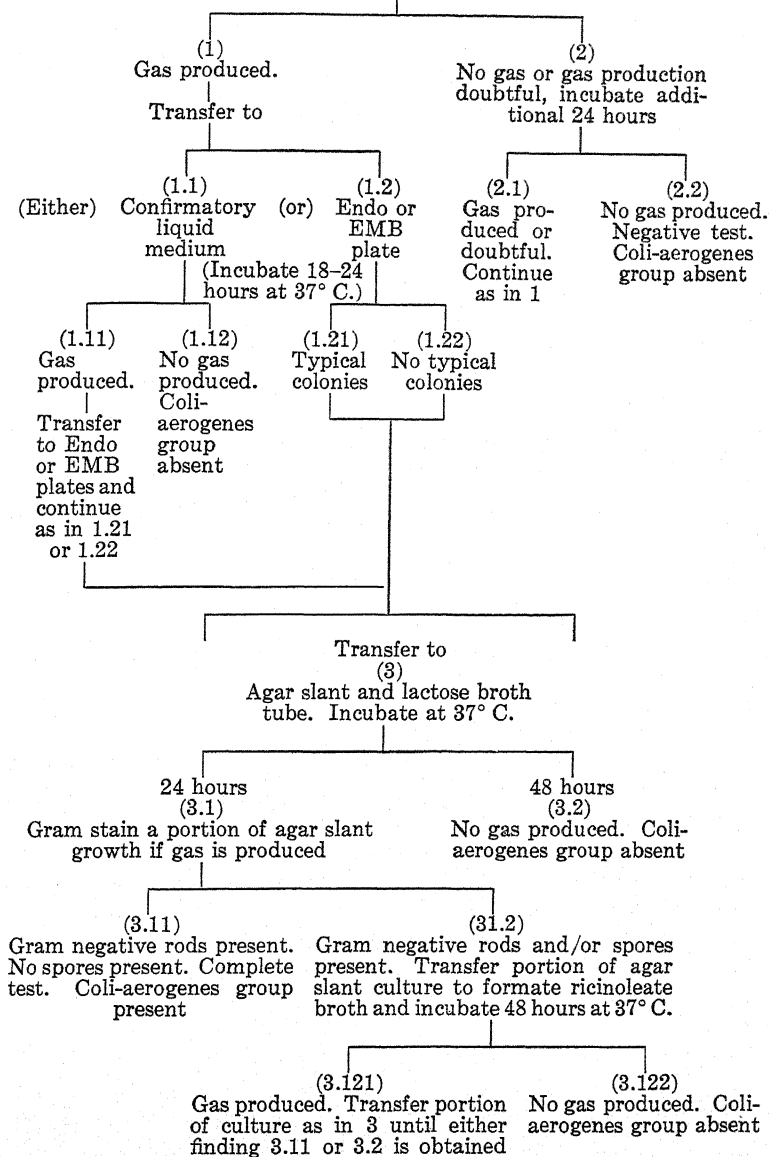 (1)
Gas produced.
Transfer to
(2)
No gas or gas production
doubtful, incubate addi-
tional 24 hours
(Either)
(1.1)
Confirmatory
liquid
medium
(or)
(1.2)
Endo or
EMB
plate
(Incubate 18–24
hours at 37° C.)
(2.1)
Gas pro-
duced or
doubtful.
Continue
as in 1
(2.2)
No gas produced.
Negative test.
Coli-aerogenes
group absent
(1.11)
Gas
produced.
Transfer
to Endo
or EMB
plates and
continue
as in 1.21
or 1.22
(1.12)
No gas
produced.
Coli-
aerogenes
group
absent
(1.21)
Typical
colonies
(1.22)
No typical
colonies
Transfer to
(3)
Agar slant and lactose broth
tube. Incubate at 37° C.
24 hours
(3.1)
Gram stain a portion of agar slant
growth if gas is produced
48 hours
(3.2)
No gas produced. Coli-
aerogenes group absent
(3.11)
Gram negative rods present.
No spores present. Complete
test. Coli-aerogenes group
present
(31.2)
Gram negative rods and/or spores
present. Transfer portion of agar
slant culture to formate ricinoleate
broth and incubate 48 hours at 37° C.
(3.121)
Gas produced. Transfer portion
of culture as in 3 until either
finding 3.11 or 3.2 is obtained
(3.122)
No gas produced. Coli-
aerogenes group absent